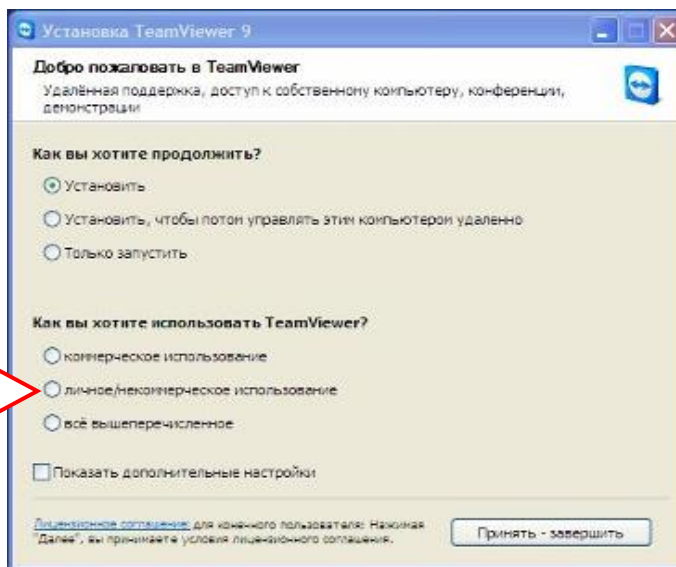 Установка TeamViewer 9
Добро пожаловать в TeamViewer
Удалённая поддержка, доступ к собственному компьютеру, конференции,
демонстрации
Как вы хотите продолжить?
Установить
Установить, чтобы потом управлять этим компьютером удаленно
Только запустить
Как вы хотите использовать TeamViewer?
коммерческое использование
личное/некоммерческое использование
всё вышеперечисленное
Показать дополнительные настройки
Лицензионное соглашение для конечного пользователя: Нажимая
"Далее", вы принимаете условия лицензионного соглашения.
Принять - завершить